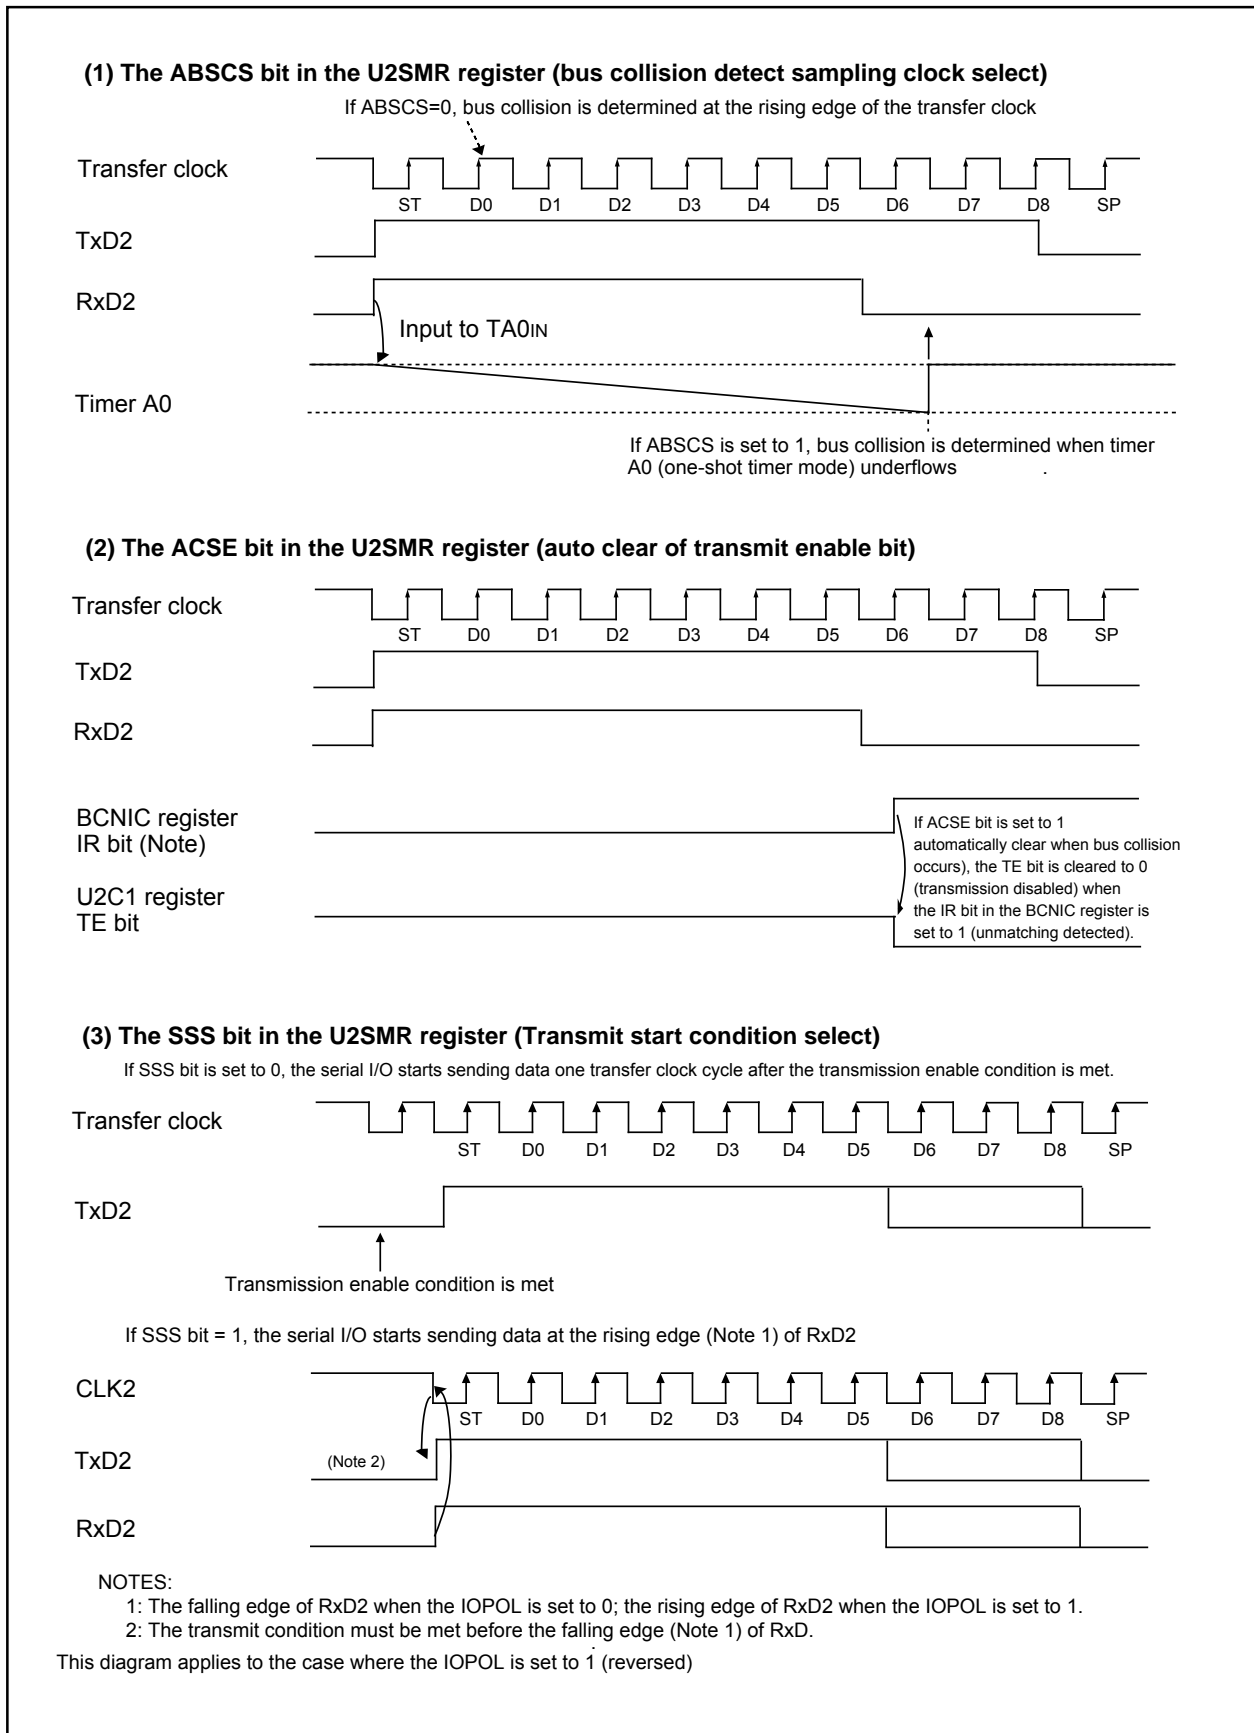 (1) The ABSCS bit in the U2SMR register (bus collision detect sampling clock select)
If ABSCS=0, bus collision is determined at the rising edge of the transfer clock
Transfer clock
ST D0 D1 D2 D3 D4 D5 D6 D7 D8 SP
TxD2
RxD2
Input to TA0IN
Timer A0
If ABSCS is set to 1, bus collision is determined when timer
A0 (one-shot timer mode) underflows .
(2) The ACSE bit in the U2SMR register (auto clear of transmit enable bit)
Transfer clock
ST D0 D1 D2 D3 D4 D5 D6 D7 D8 SP
TxD2
RxD2
BCNIC register
IR bit (Note)
U2C1 register
TE bit
If ACSE bit is set to 1
automatically clear when bus collision
occurs), the TE bit is cleared to 0
(transmission disabled) when
the IR bit in the BCNIC register is
set to 1 (unmatching detected).
(3) The SSS bit in the U2SMR register (Transmit start condition select)
If SSS bit is set to 0, the serial I/O starts sending data one transfer clock cycle after the transmission enable condition is met.
Transfer clock
ST D0 D1 D2 D3 D4 D5 D6 D7 D8 SP
TxD2
Transmission enable condition is met
If SSS bit = 1, the serial I/O starts sending data at the rising edge (Note 1) of RxD2
CLK2
ST D0 D1 D2 D3 D4 D5 D6 D7 D8 SP
TxD2
(Note 2)
RxD2
NOTES:
1: The falling edge of RxD2 when the IOPOL is set to 0; the rising edge of RxD2 when the IOPOL is set to 1.
2: The transmit condition must be met before the falling edge (Note 1) of RxD.
.
This diagram applies to the case where the IOPOL is set to 1 (reversed)